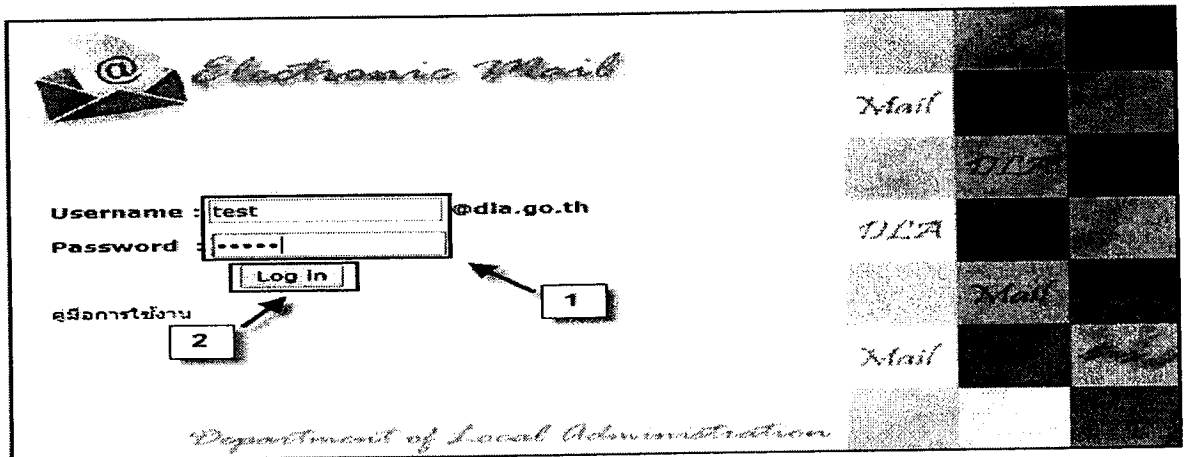 @
Electronic Mail
Mail
DLA
Username : test @dla.go.th
Password : •••••
DLA
Log in
1
Mail
คู่มือการใช้งาน
2
Mail
Department of Local Administration